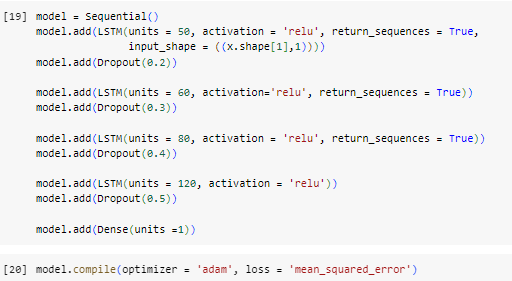 [19] model = Sequential()
model.add(LSTM(units = 50, activation = 'relu', return_sequences = True,
input_shape = ((x.shape[1],1))))
model.add(Dropout(0.2))
model.add(LSTM(units = 60, activation='relu', return_sequences = True))
model.add(Dropout(0.3))
model.add(LSTM(units = 80, activation = 'relu', return_sequences = True))
model.add(Dropout(0.4))
model.add(LSTM(units = 120, activation = 'relu'))
model.add(Dropout(0.5))
model.add(Dense(units =1))
[20] model.compile(optimizer = 'adam', loss = 'mean_squared_error')